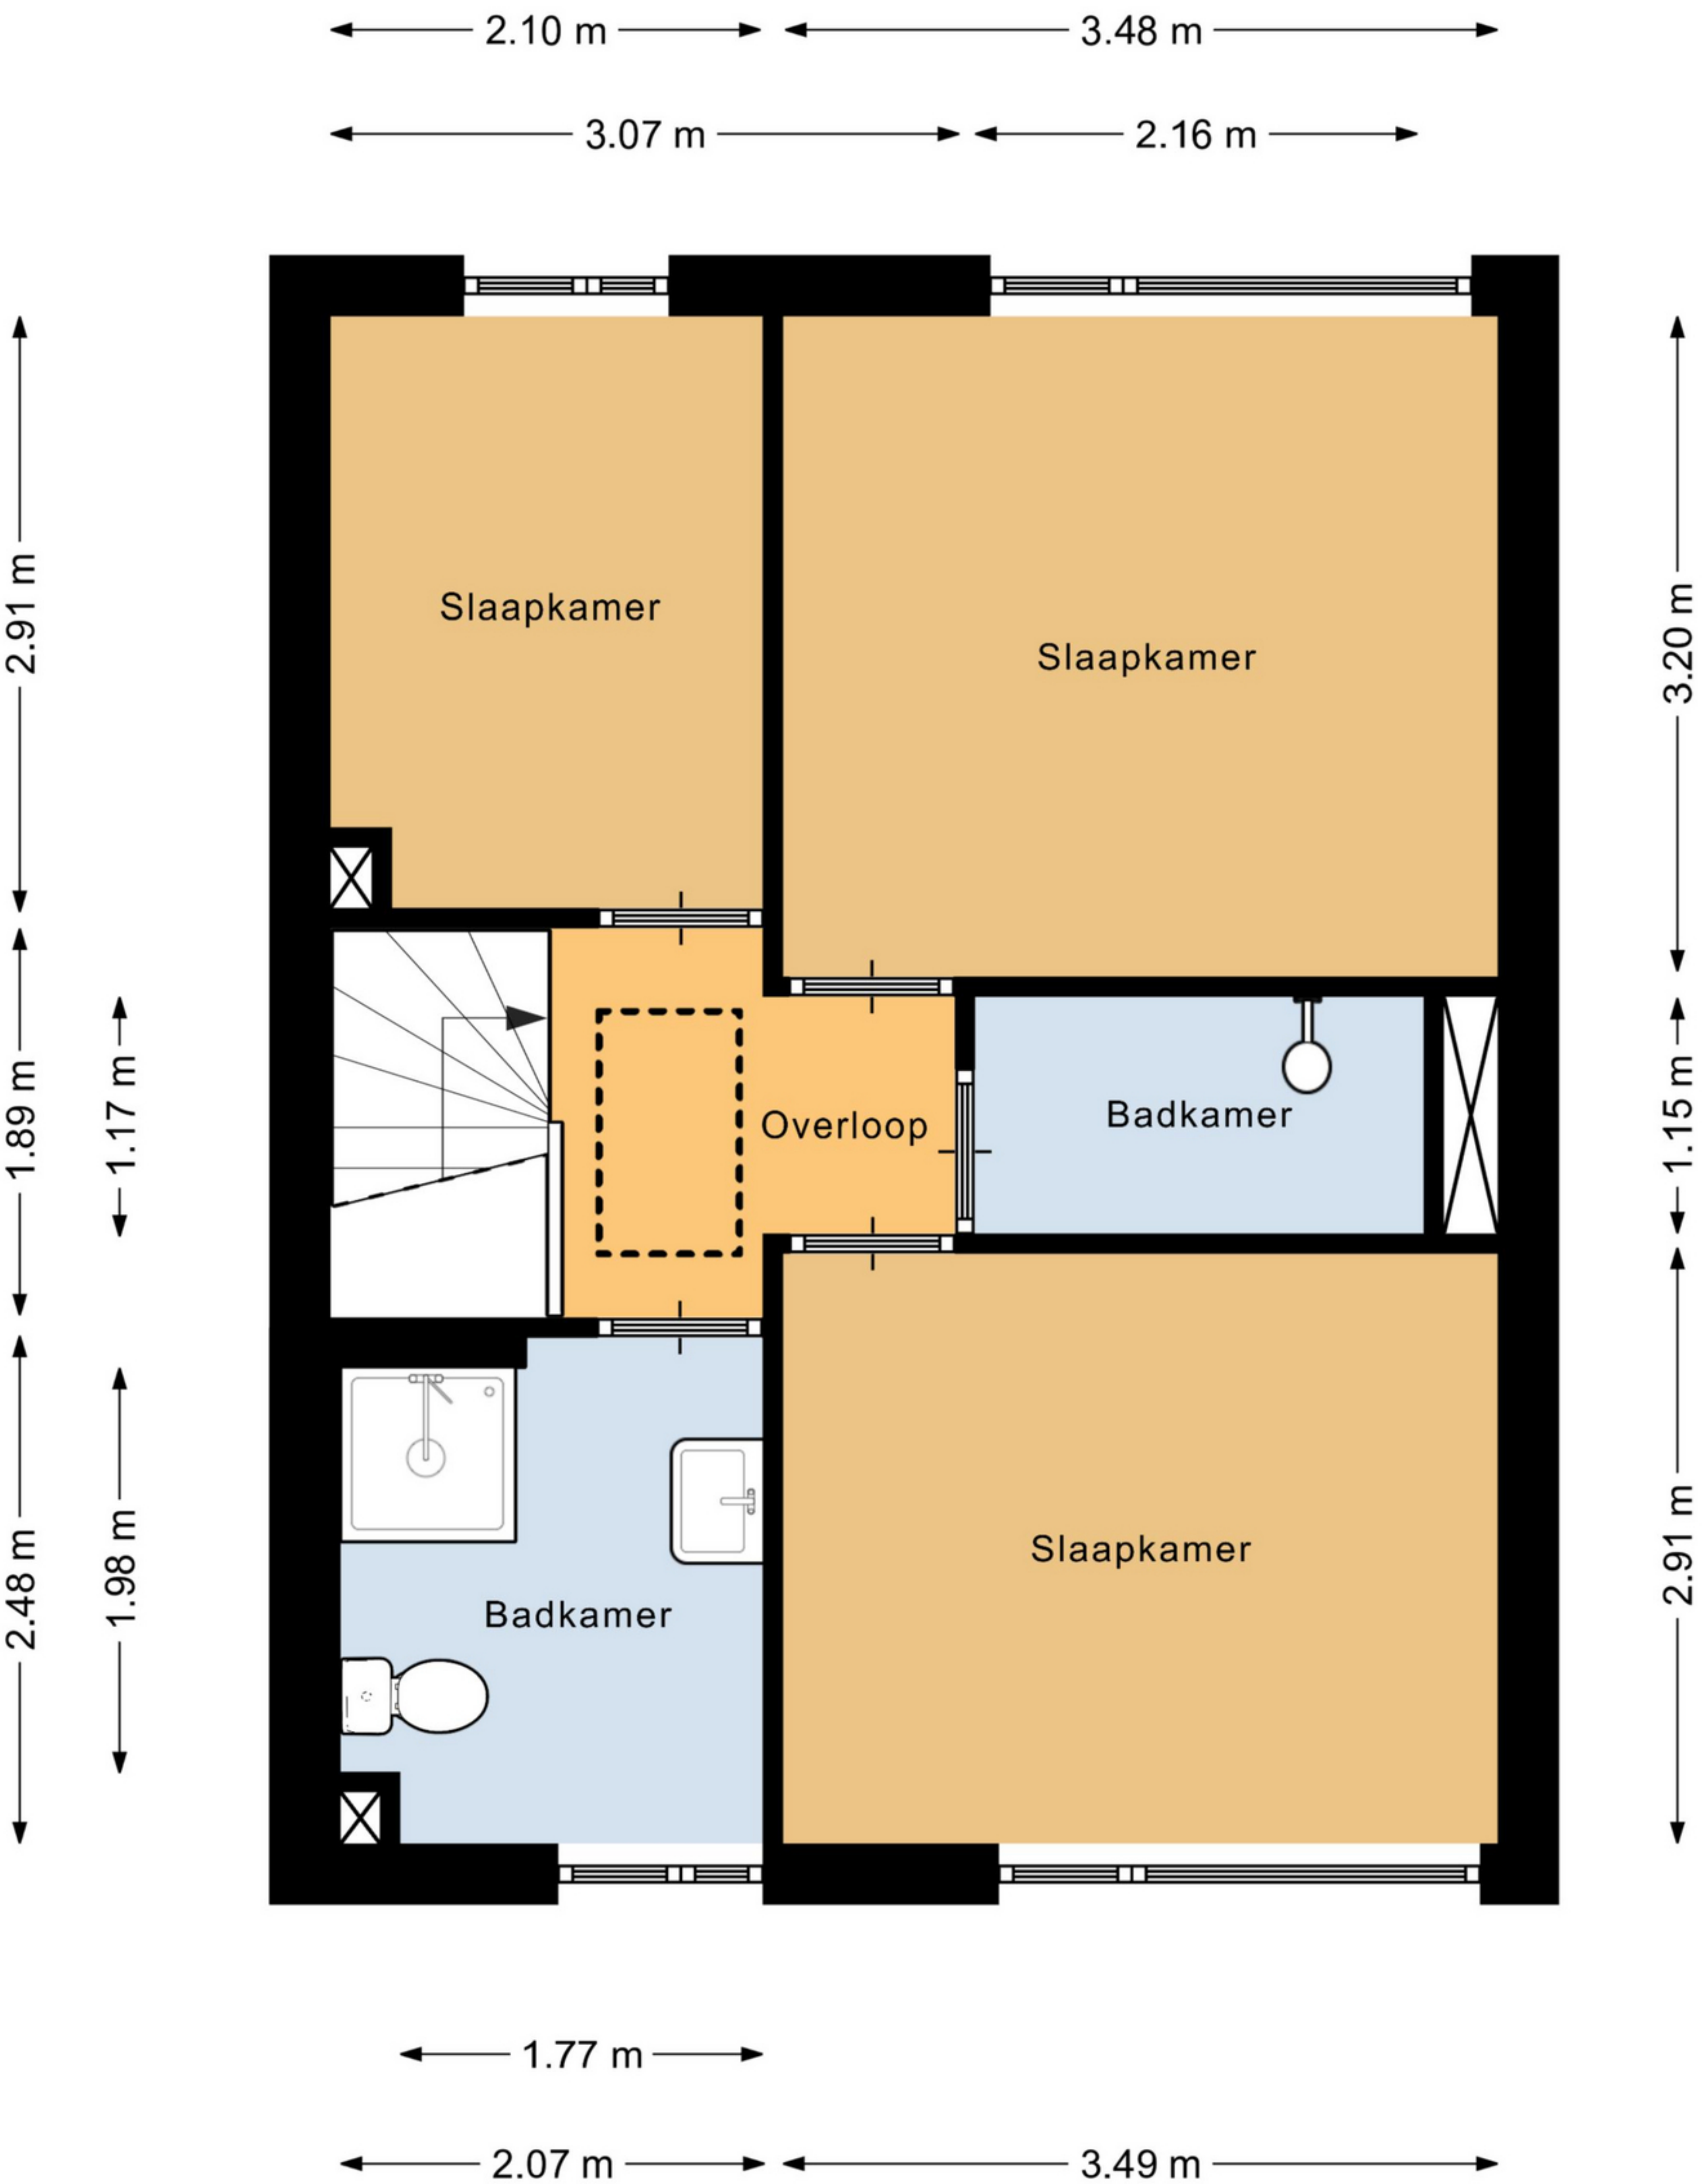 2.10 m
3.48 m
3.07 m
2.16 m
2.91 m
3.20 m
Slaapkamer
Slaapkamer
1.89 m
1.17 m
Overloop
Badkamer
1.15 m
2.48 m
1.98 m
Slaapkamer
2.91 m
Badkamer
1.77 m
2.07 m
3.49 m